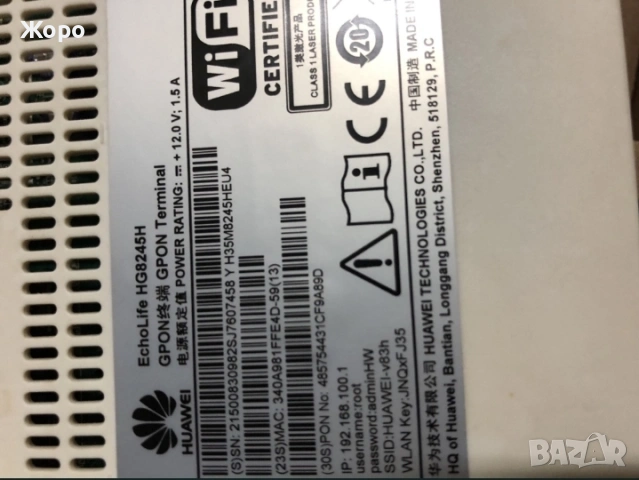 Жоро
EchoLife HG8245H
GPON终端 GPON Terminal
电源额定值 POWER RATING: ⎓ + 12.0 V; 1.5 A
HUAWEI
WiFi
CERTIFIE
1类激光产品
CLASS 1 LASER PRODU
CE
20
(S)SN: 21500830982SJ7607458 Y H35M8245HEU4
(23S)MAC: 340A981FFE4D-59(13)
(30S)PON No: 485754431CF9A89D
IP: 192.168.100.1
username:root
password:adminHW
SSID:HUAWEI-v83h
WLAN Key:JNQxFJ35
华为技术有限公司 HUAWEI TECHNOLOGIES CO.,LTD. 中国制造 MADE IN
HQ of Huawei, Bantian, Longgang District, Shenzhen, 518129, P.R.C
BAZAR
bg